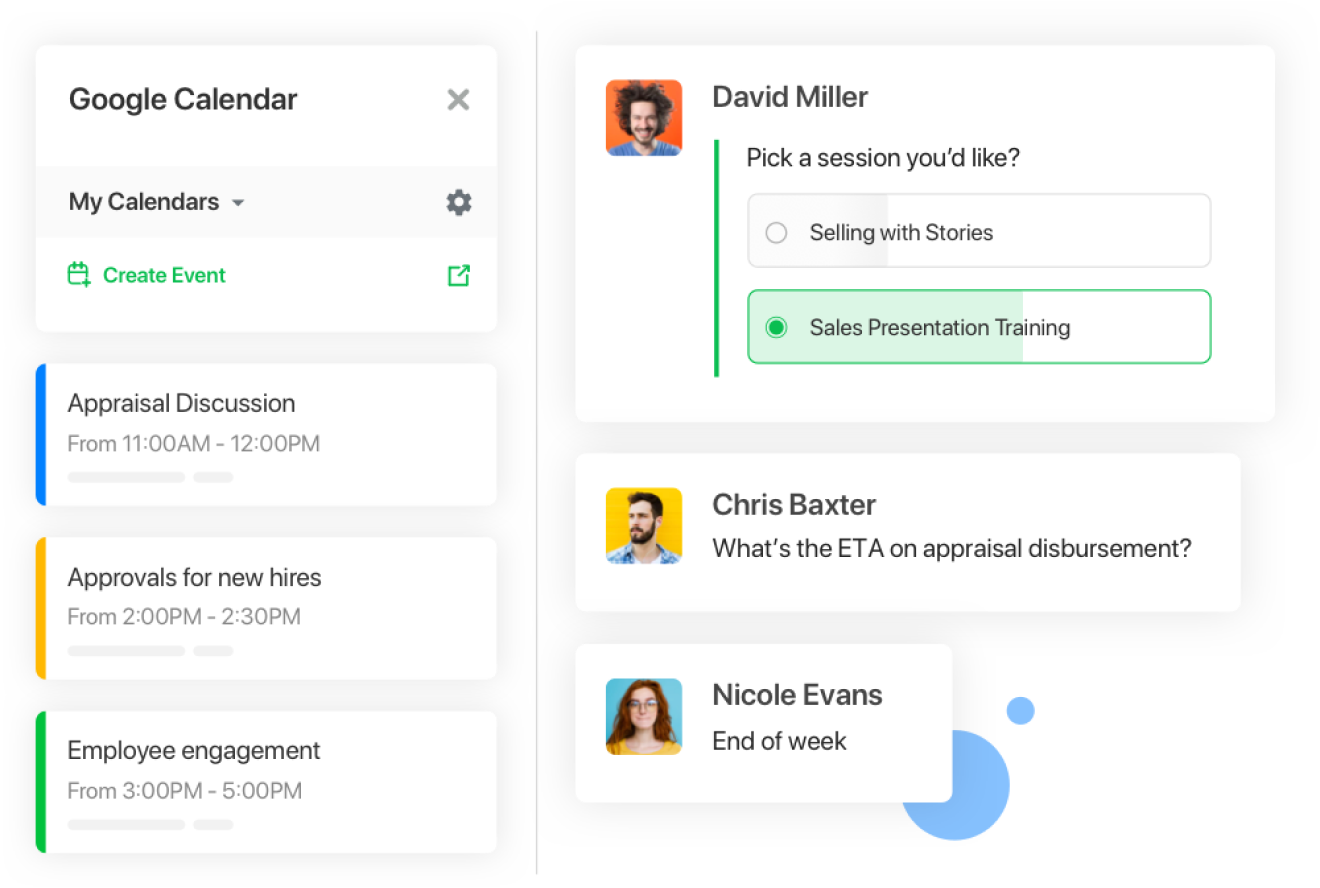 Google Calendar
My Calendars
Create Event
Appraisal Discussion
From 11:00AM - 12:00PM
Approvals for new hires
From 2:00PM - 2:30PM
Employee engagement
From 3:00PM - 5:00PM
David Miller
Pick a session you’d like?
Selling with Stories
Sales Presentation Training
Chris Baxter
What’s the ETA on appraisal disbursement?
Nicole Evans
End of week